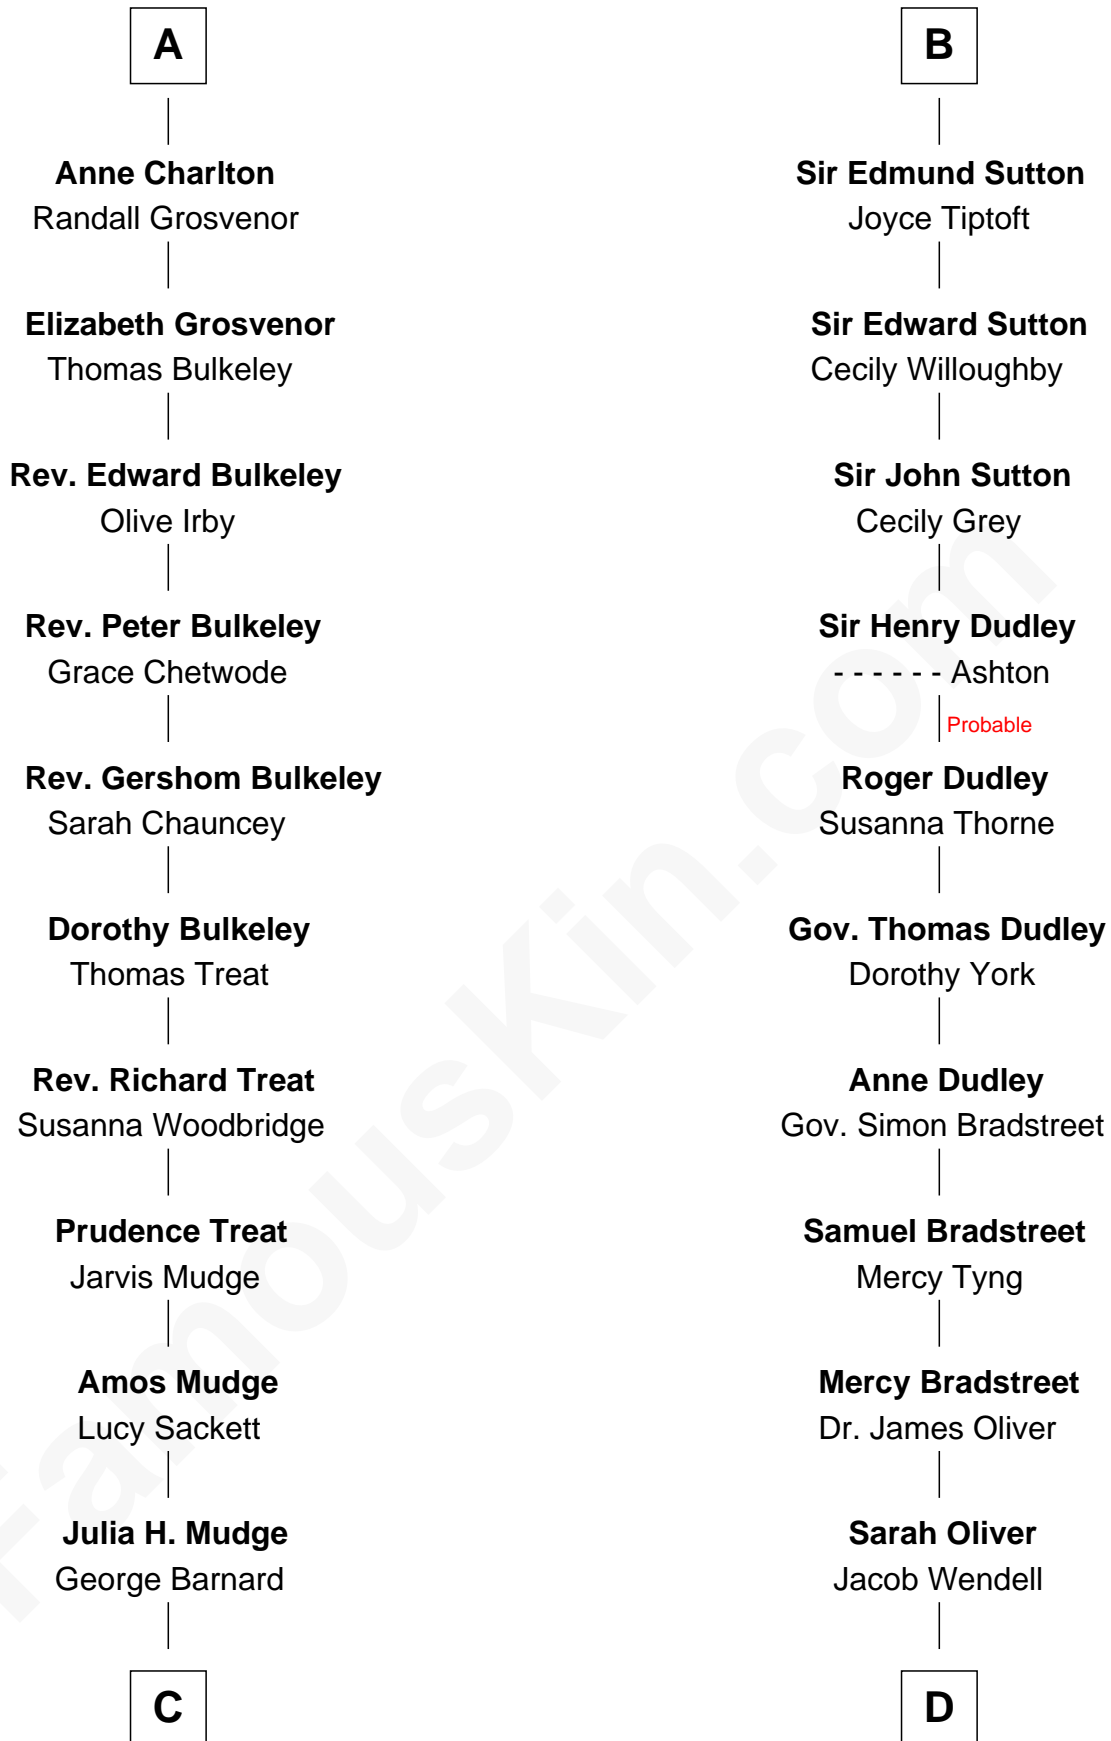 A
Anne Charlton
Randall Grosvenor
Elizabeth Grosvenor
Thomas Bulkeley
Rev. Edward Bulkeley
Olive Irby
Rev. Peter Bulkeley
Grace Chetwode
Rev. Gershom Bulkeley
Sarah Chauncey
Dorothy Bulkeley
Thomas Treat
Rev. Richard Treat
Susanna Woodbridge
Prudence Treat
Jarvis Mudge
Amos Mudge
Lucy Sackett
Julia H. Mudge
George Barnard
C
B
Sir Edmund Sutton
Joyce Tiptoft
Sir Edward Sutton
Cecily Willoughby
Sir John Sutton
Cecily Grey
Sir Henry Dudley
- - - - - - Ashton
Probable
Roger Dudley
Susanna Thorne
Gov. Thomas Dudley
Dorothy York
Anne Dudley
Gov. Simon Bradstreet
Samuel Bradstreet
Mercy Tyng
Mercy Bradstreet
Dr. James Oliver
Sarah Oliver
Jacob Wendell
D
FamousKin.com